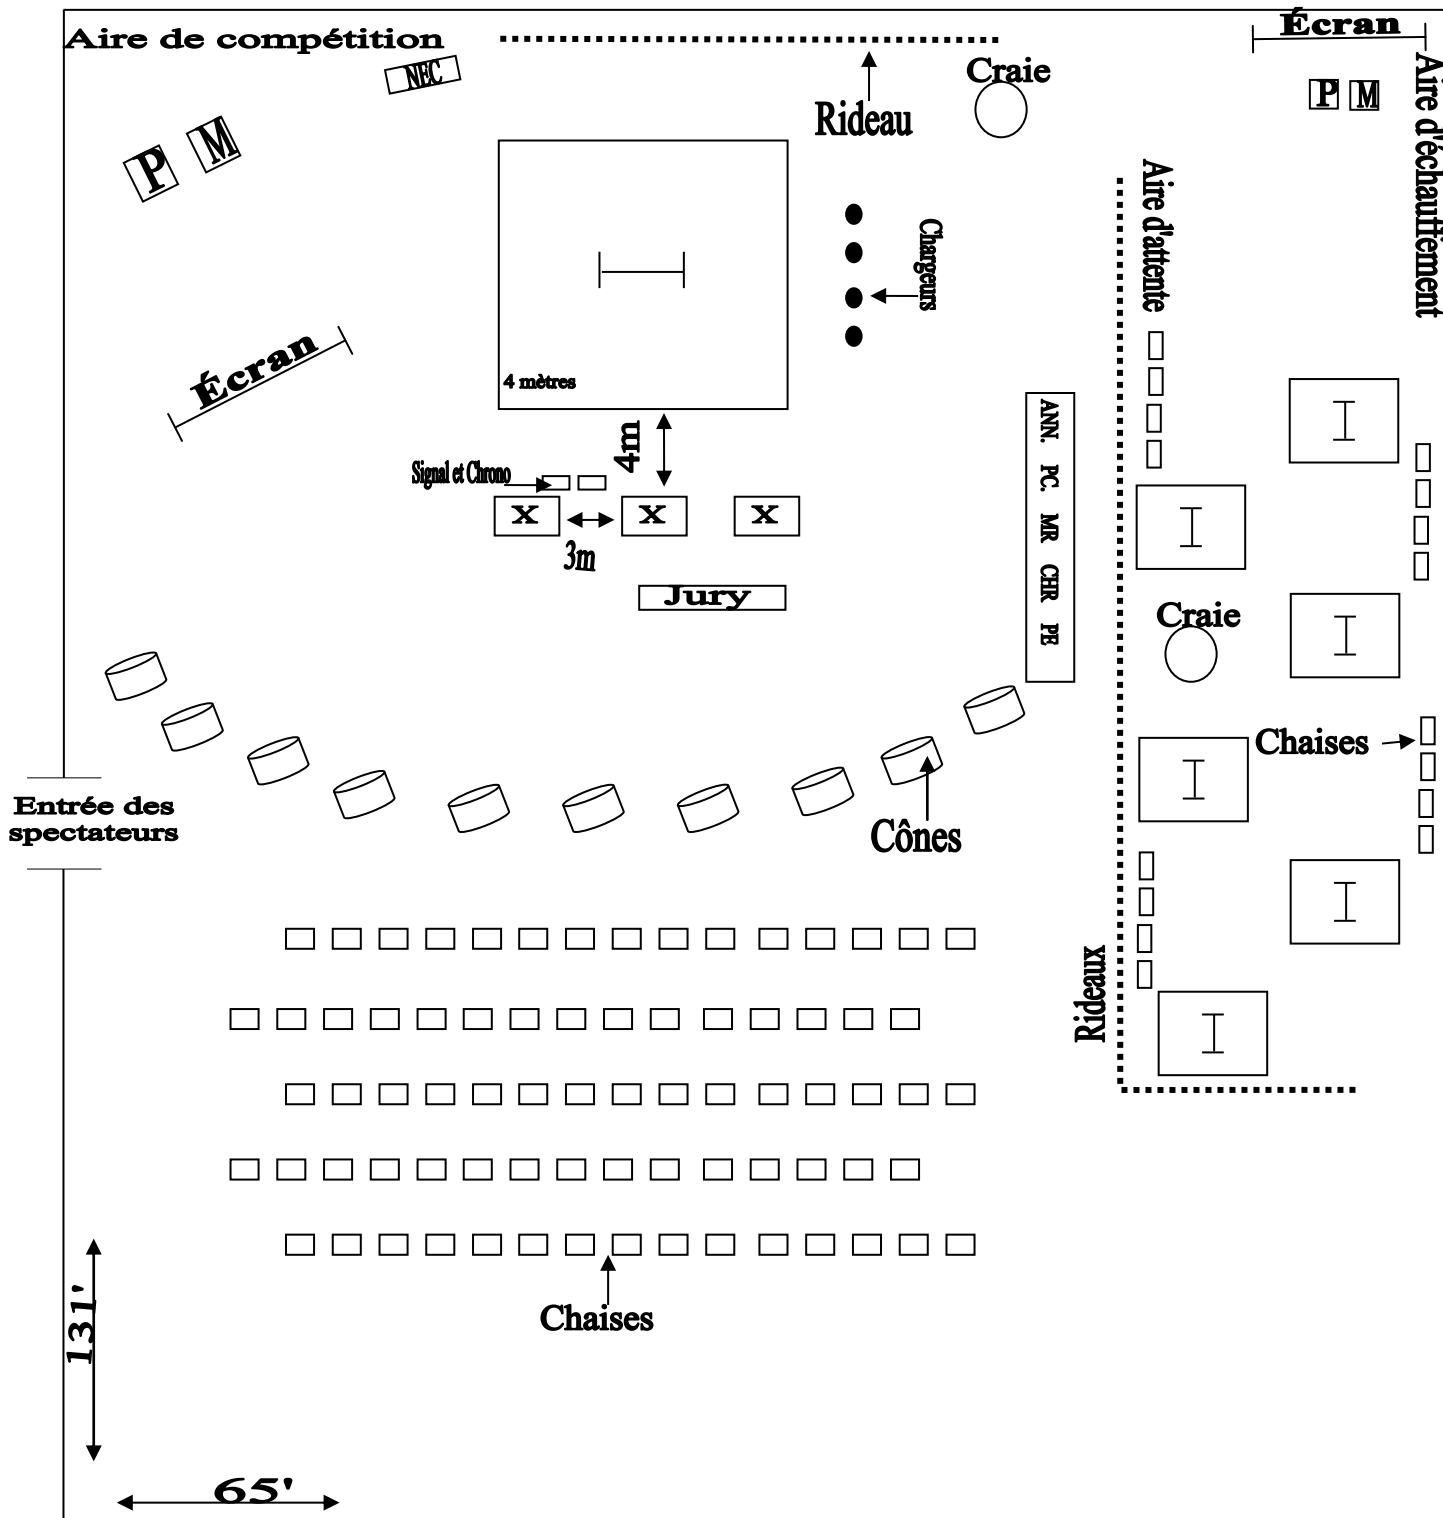 Aire de compétition
Écran
NEC
Craie
Rideau
P M
P M
Aire d'échauffement
Aire d'attente
Chargeurs
Écran
4 mètres
4m
Signal et Chrono
X X X
3m
Jury
ANN. PC. MR CHR PE
Craie
Chaises
Entrée des
spectateurs
Cônes
Rideaux
Chaises
131'
65'